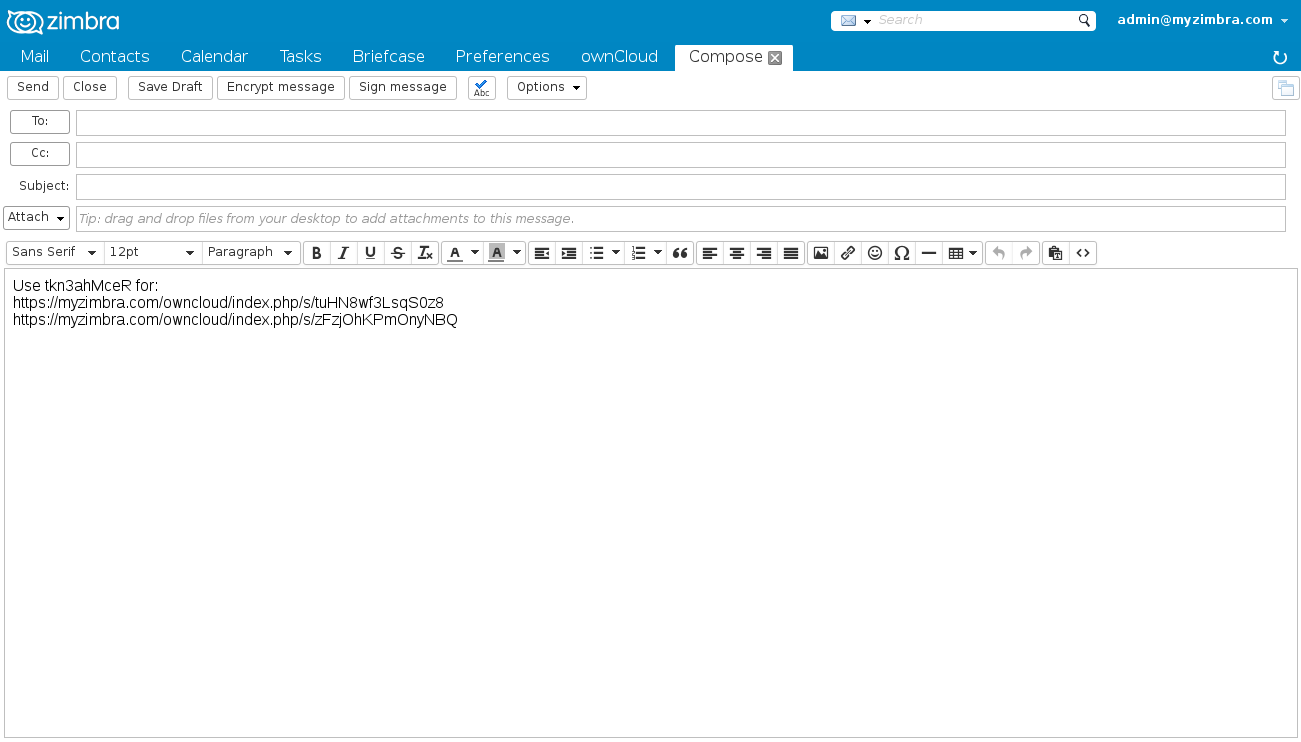 zimbra
Search
admin@myzimbra.com
Mail Contacts Calendar Tasks Briefcase Preferences ownCloud Compose
Send Close Save Draft Encrypt message Sign message Abc Options
To:
Cc:
Subject:
Attach Tip: drag and drop files from your desktop to add attachments to this message.
Sans Serif 12pt Paragraph B I U S Tx A A Ω
Use tkn3ahMceR for:
https://myzimbra.com/owncloud/index.php/s/tuHN8wf3LsqS0z8
https://myzimbra.com/owncloud/index.php/s/zFzjOhKPmOnyNBQ